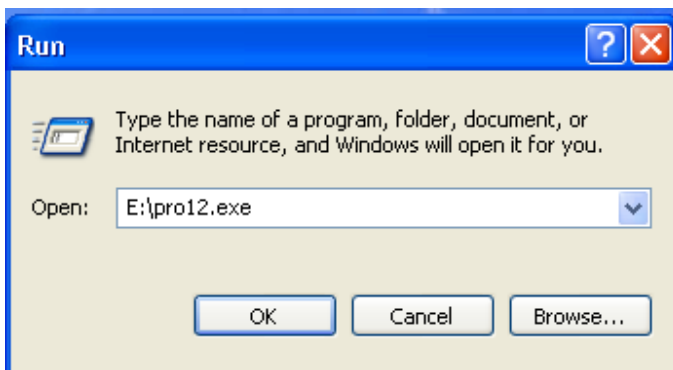 Run
Type the name of a program, folder, document, or
Internet resource, and Windows will open it for you.
Open: E:\pro12.exe
OK Cancel Browse...